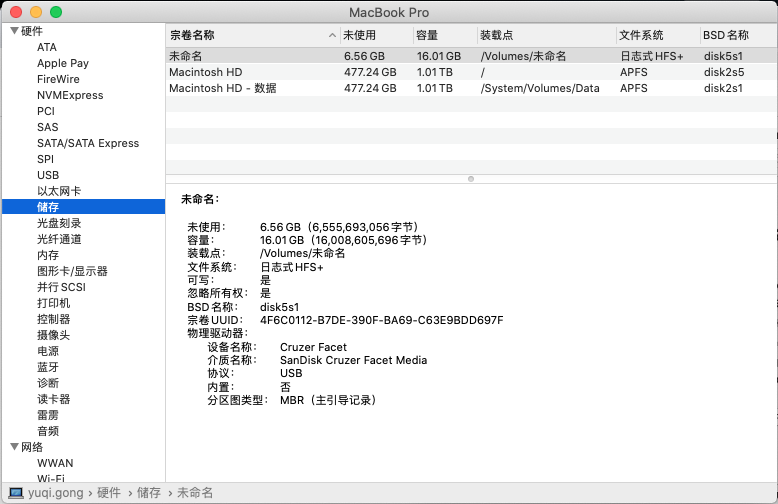 MacBook Pro
硬件
ATA
Apple Pay
FireWire
NVMExpress
PCI
SAS
SATA/SATA Express
SPI
USB
以太网卡
储存
光盘刻录
光纤通道
内存
图形卡/显示器
并行 SCSI
打印机
控制器
摄像头
电源
蓝牙
诊断
读卡器
雷雳
音频
网络
WWAN
Wi-Fi
宗卷名称 未使用 容量 装载点 文件系统 BSD 名称
未命名 6.56 GB 16.01 GB /Volumes/未命名 日志式 HFS+ disk5s1
Macintosh HD 477.24 GB 1.01 TB / APFS disk2s5
Macintosh HD - 数据 477.24 GB 1.01 TB /System/Volumes/Data APFS disk2s1
未命名：
未使用： 6.56 GB（6,555,693,056 字节）
容量： 16.01 GB（16,008,605,696 字节）
装载点： /Volumes/未命名
文件系统： 日志式 HFS+
可写： 是
忽略所有权： 是
BSD 名称： disk5s1
宗卷 UUID： 4F6C0112-B7DE-390F-BA69-C63E9BDD697F
物理驱动器：
设备名称： Cruzer Facet
介质名称： SanDisk Cruzer Facet Media
协议： USB
内置： 否
分区图类型： MBR（主引导记录）
yuqi.gong › 硬件 › 储存 › 未命名